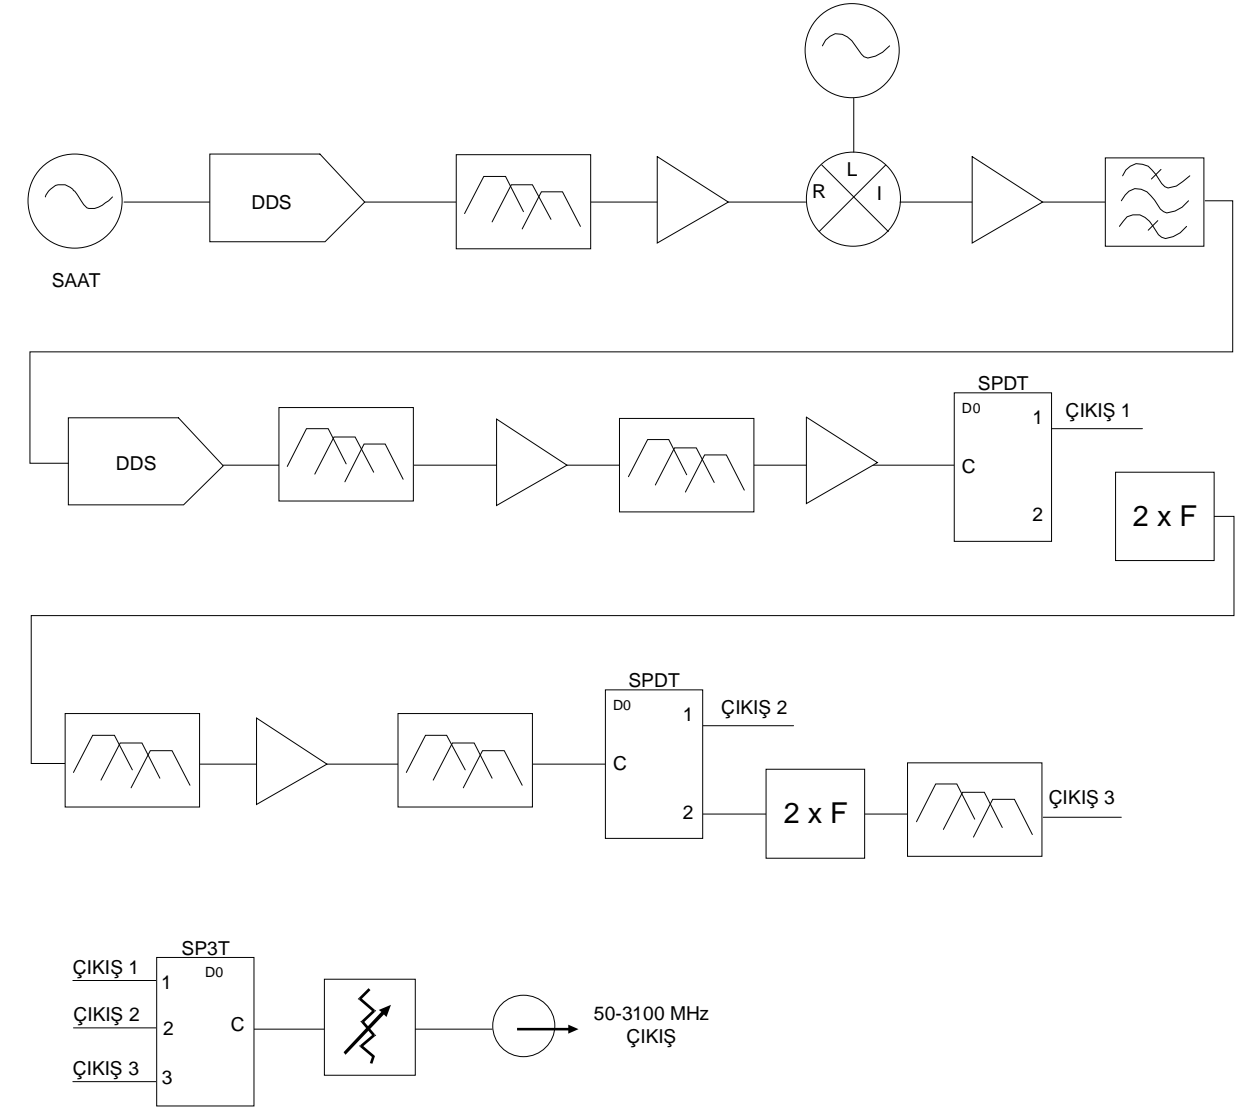 L
R
I
DDS
SAAT
SPDT
D0
1
ÇIKIŞ 1
DDS
C
2
2 x F
SPDT
D0
1
ÇIKIŞ 2
C
2
2 x F
ÇIKIŞ 3
SP3T
ÇIKIŞ 1
D0
1
ÇIKIŞ 2
2
C
50-3100 MHz
ÇIKIŞ
ÇIKIŞ 3
3